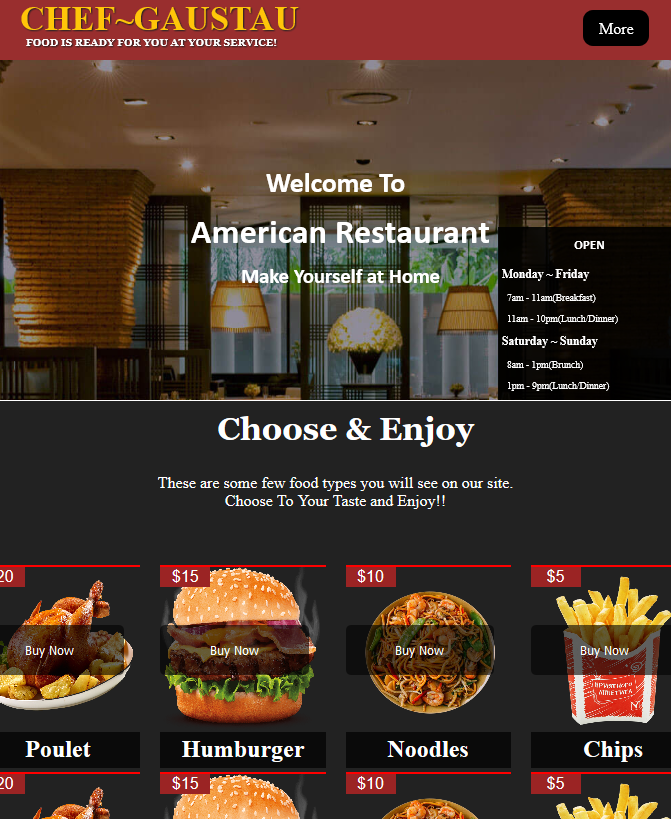 CHEF~GAUSTAU
FOOD IS READY FOR YOU AT YOUR SERVICE!
More
Welcome To
American Restaurant
Make Yourself at Home
OPEN
Monday ~ Friday
7am - 11am(Breakfast)
11am - 10pm(Lunch/Dinner)
Saturday ~ Sunday
8am - 1pm(Brunch)
1pm - 9pm(Lunch/Dinner)
Choose & Enjoy
These are some few food types you will see on our site.
Choose To Your Taste and Enjoy!!
20 $15 $10 $5
Buy Now Buy Now Buy Now Buy Now
Poulet Humburger Noodles Chips
20 $15 $10 $5